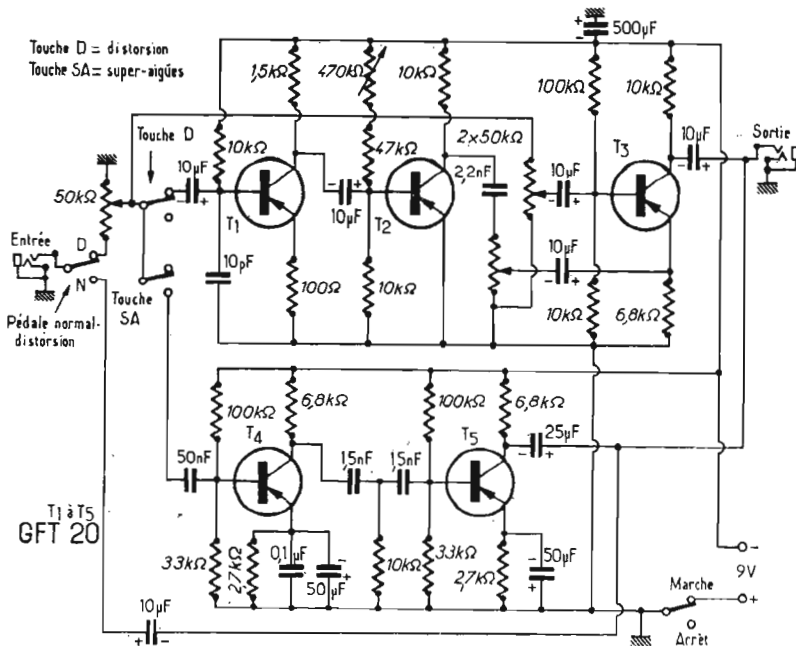 Touche D = distorsion
Touche SA = super-aigües
500µF
1,5kΩ
470kΩ
10kΩ
100kΩ
10kΩ
Touche D
10kΩ
47kΩ
2×50kΩ
T3
10µF
Sortie
10µF
2,2nF
10µF
50kΩ
T1
10µF
T2
Entrée
D
N
10µF
10pF
100Ω
10kΩ
10kΩ
6,8kΩ
Touche
SA
Pédale normal-
distorsion
100kΩ
6,8kΩ
100kΩ
6,8kΩ
T4
T5
25µF
50nF
1,5nF
1,5nF
T1 à T5
GFT 20
33kΩ
2,7kΩ
0,1µF
50µF
10kΩ
33kΩ
2,7kΩ
50µF
-
9V
+
Marche
Arrêt
10µF